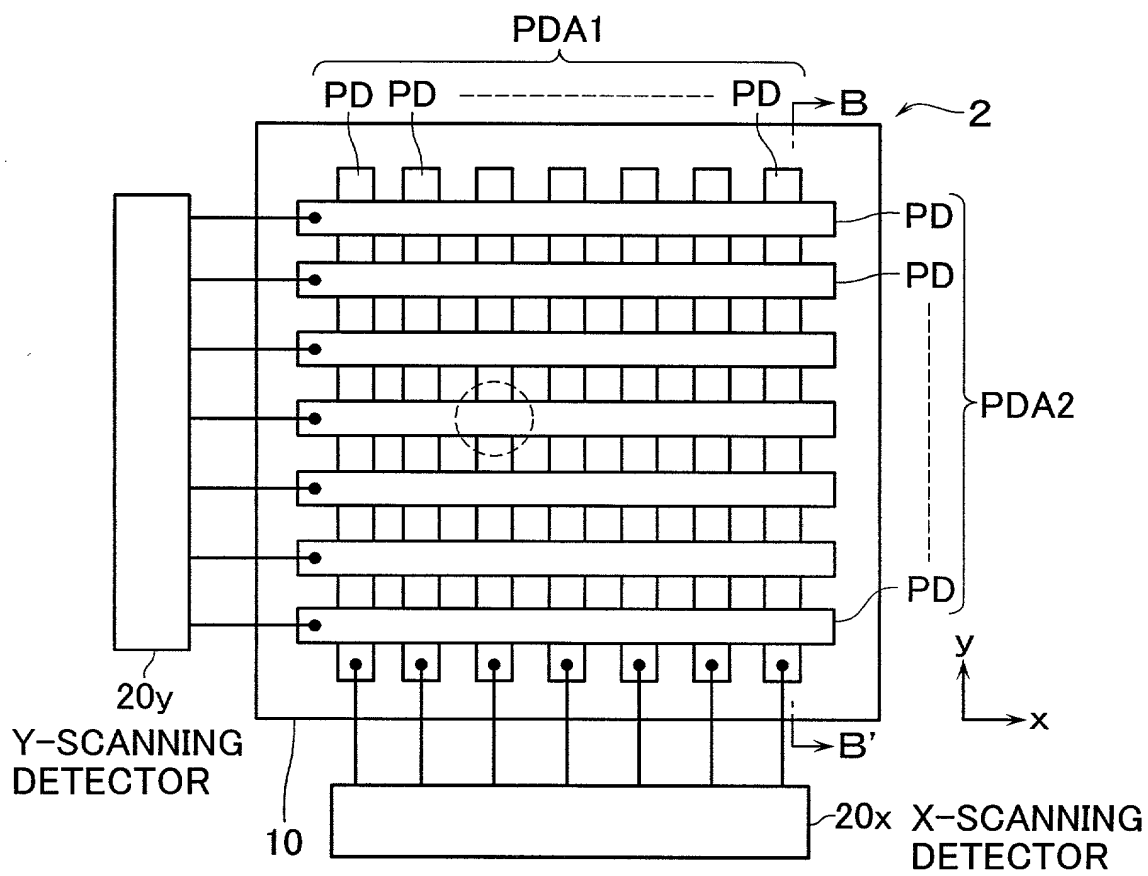 PDA1
PD PD PD
B
2
PD
PD
PDA2
PD
y
x
20y
Y-SCANNING
DETECTOR
B'
10
20x X-SCANNING
DETECTOR